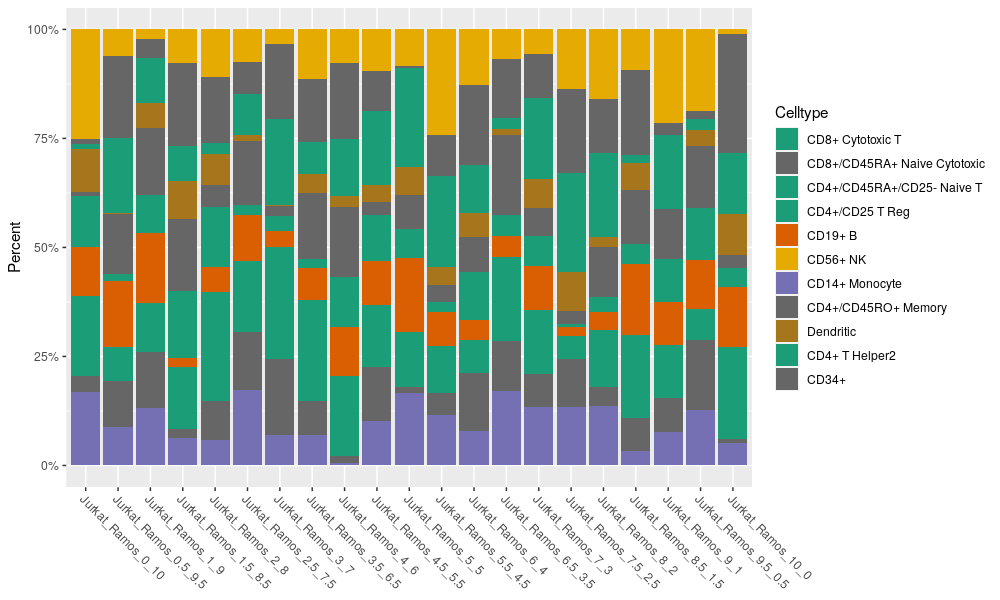 100%
75%
50%
25%
0%
Percent
Jurkat_Ramos_0_10
Jurkat_Ramos_0.5_9.5
Jurkat_Ramos_1_9
Jurkat_Ramos_1.5_8.5
Jurkat_Ramos_2_8
Jurkat_Ramos_2.5_7.5
Jurkat_Ramos_3_7
Jurkat_Ramos_3.5_6.5
Jurkat_Ramos_4_6
Jurkat_Ramos_4.5_5.5
Jurkat_Ramos_5_5
Jurkat_Ramos_5.5_4.5
Jurkat_Ramos_6_4
Jurkat_Ramos_6.5_3.5
Jurkat_Ramos_7_3
Jurkat_Ramos_7.5_2.5
Jurkat_Ramos_8_2
Jurkat_Ramos_8.5_1.5
Jurkat_Ramos_9_1
Jurkat_Ramos_9.5_0.5
Jurkat_Ramos_10_0
Celltype
CD8+ Cytotoxic T
CD8+/CD45RA+ Naive Cytotoxic
CD4+/CD45RA+/CD25- Naive T
CD4+/CD25 T Reg
CD19+ B
CD56+ NK
CD14+ Monocyte
CD4+/CD45RO+ Memory
Dendritic
CD4+ T Helper2
CD34+